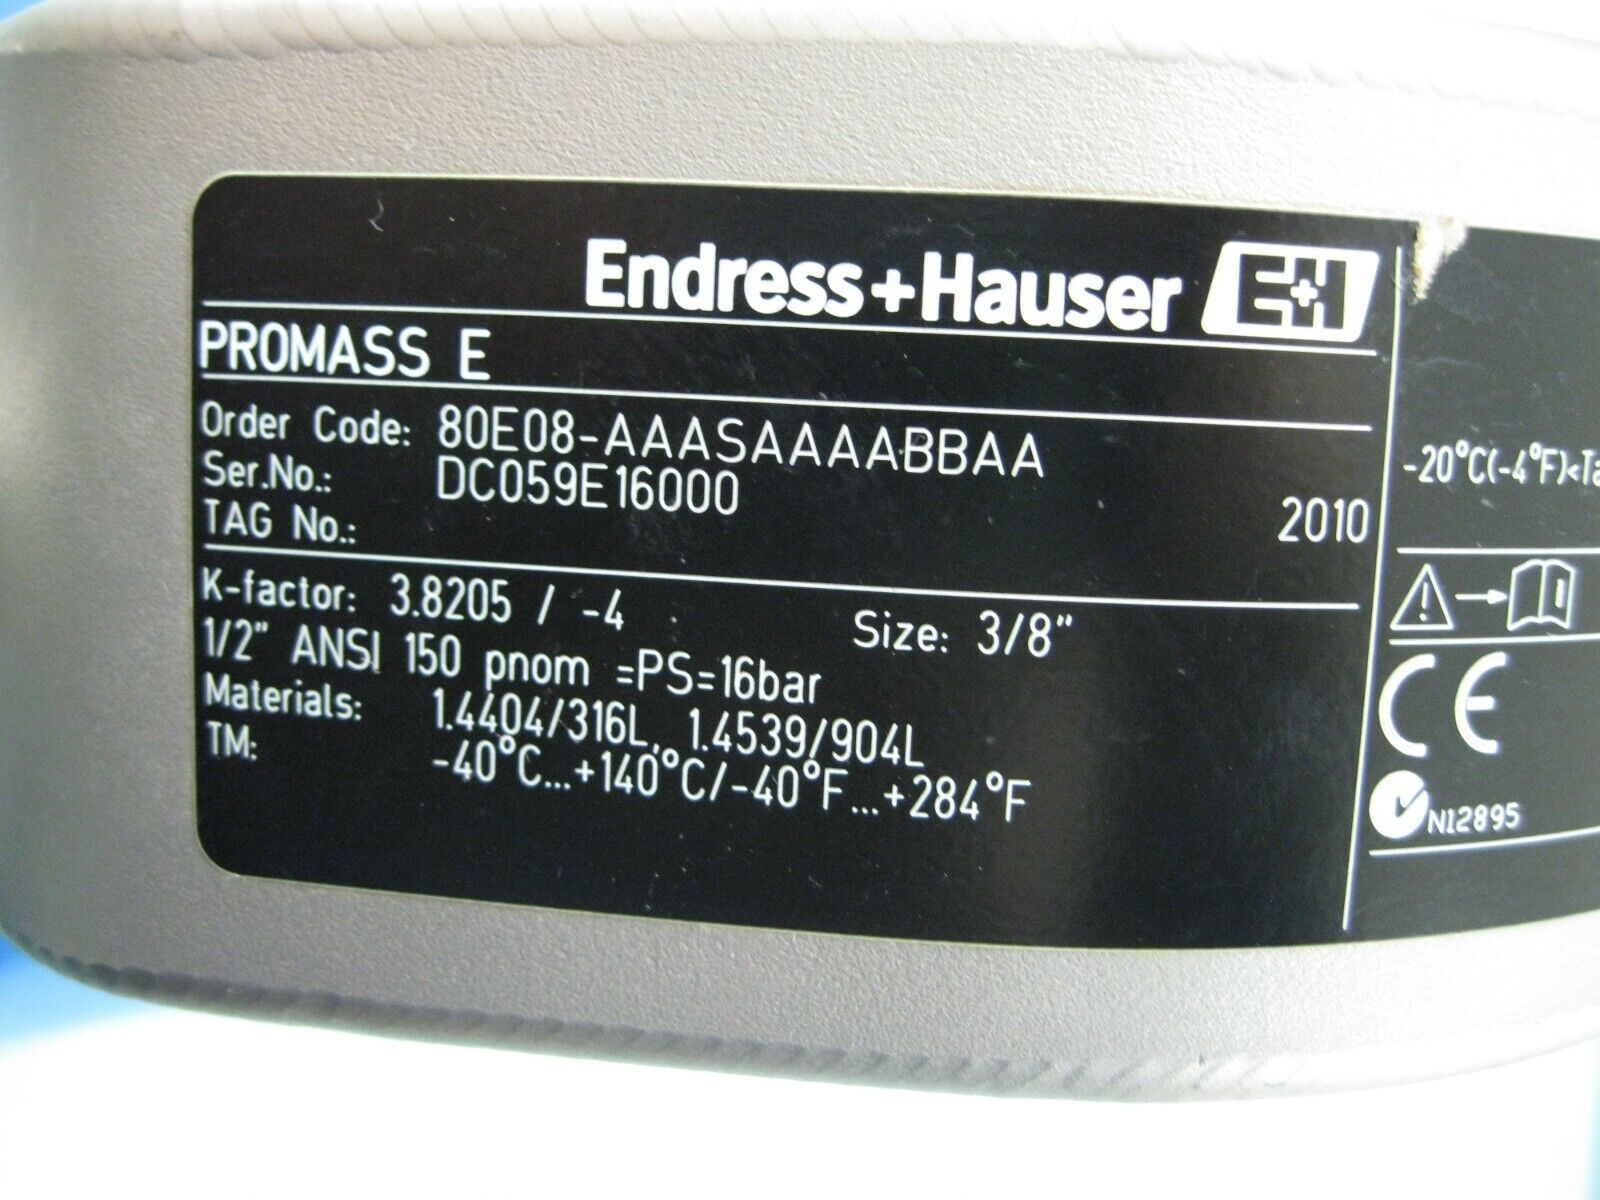 Endress+Hauser E+H
PROMASS E
Order Code: 80E08-AAASAAAABBAA
Ser.No.: DC059E16000
TAG No.: 2010
K-factor: 3.8205 / -4 Size: 3/8"
1/2" ANSI 150 pnom =PS=16bar
Materials: 1.4404/316L, 1.4539/904L
TM: -40°C...+140°C/-40°F...+284°F
-20°C(-4°F)<Ta
CE
N12895